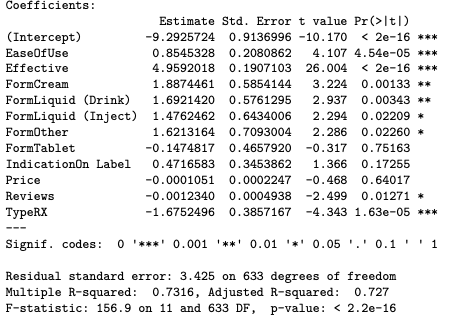 Coefficients:
Estimate Std. Error t value Pr(>|t|)
(Intercept) -9.2925724 0.9136996 -10.170 < 2e-16 ***
EaseOfUse 0.8545328 0.2080862 4.107 4.54e-05 ***
Effective 4.9592018 0.1907103 26.004 < 2e-16 ***
FormCream 1.8874461 0.5854144 3.224 0.00133 **
FormLiquid (Drink) 1.6921420 0.5761295 2.937 0.00343 **
FormLiquid (Inject) 1.4762462 0.6434006 2.294 0.02209 *
FormOther 1.6213164 0.7093004 2.286 0.02260 *
FormTablet -0.1474817 0.4657920 -0.317 0.75163
IndicationOn Label 0.4716583 0.3453862 1.366 0.17255
Price -0.0001051 0.0002247 -0.468 0.64017
Reviews -0.0012340 0.0004938 -2.499 0.01271 *
TypeRX -1.6752496 0.3857167 -4.343 1.63e-05 ***
---
Signif. codes: 0 '***' 0.001 '**' 0.01 '*' 0.05 '.' 0.1 ' ' 1
Residual standard error: 3.425 on 633 degrees of freedom
Multiple R-squared: 0.7316, Adjusted R-squared: 0.727
F-statistic: 156.9 on 11 and 633 DF, p-value: < 2.2e-16